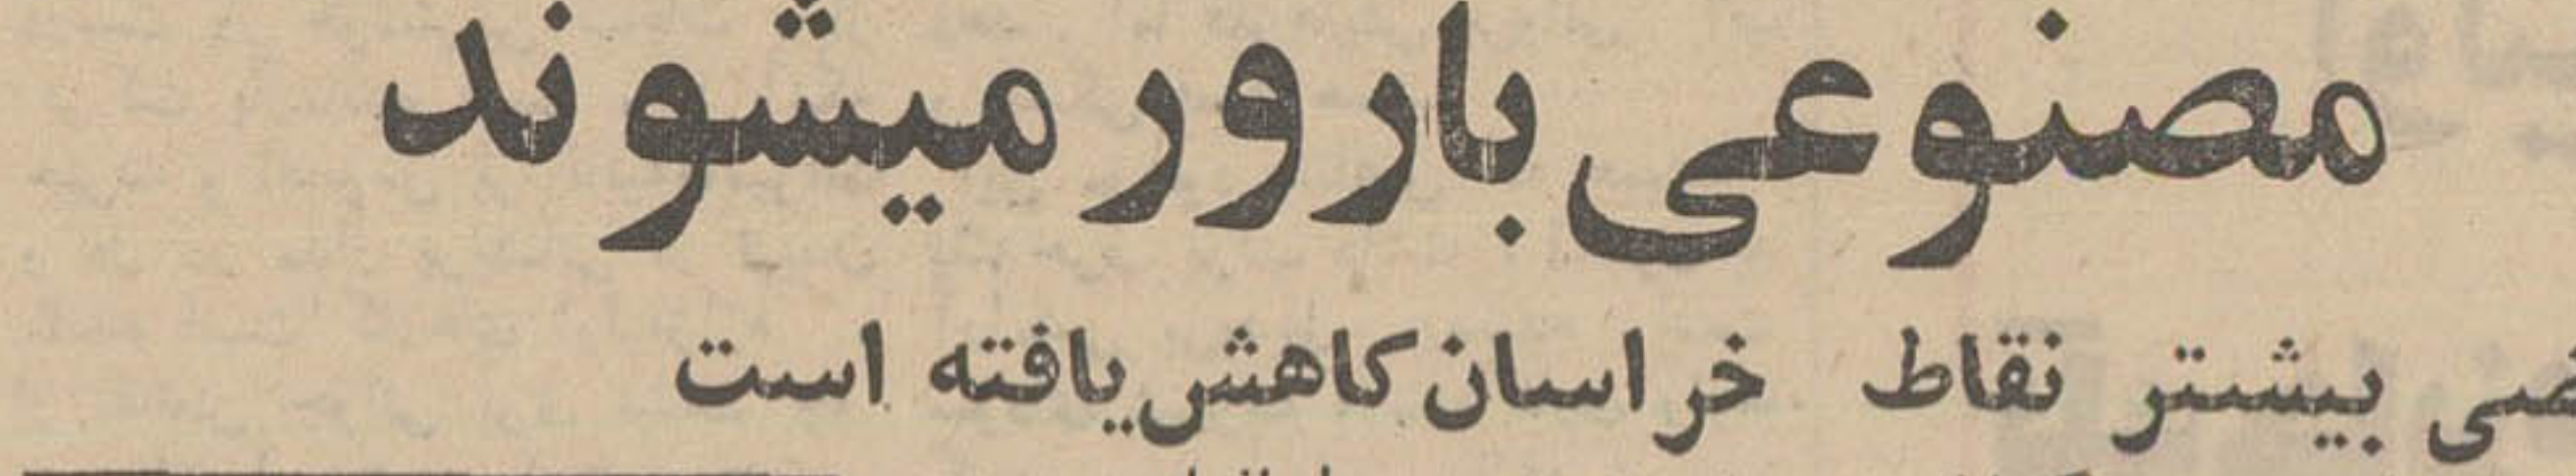 مصنوعی بارور میشوند
بیشتر نقاط خراسان کاهش یافته است